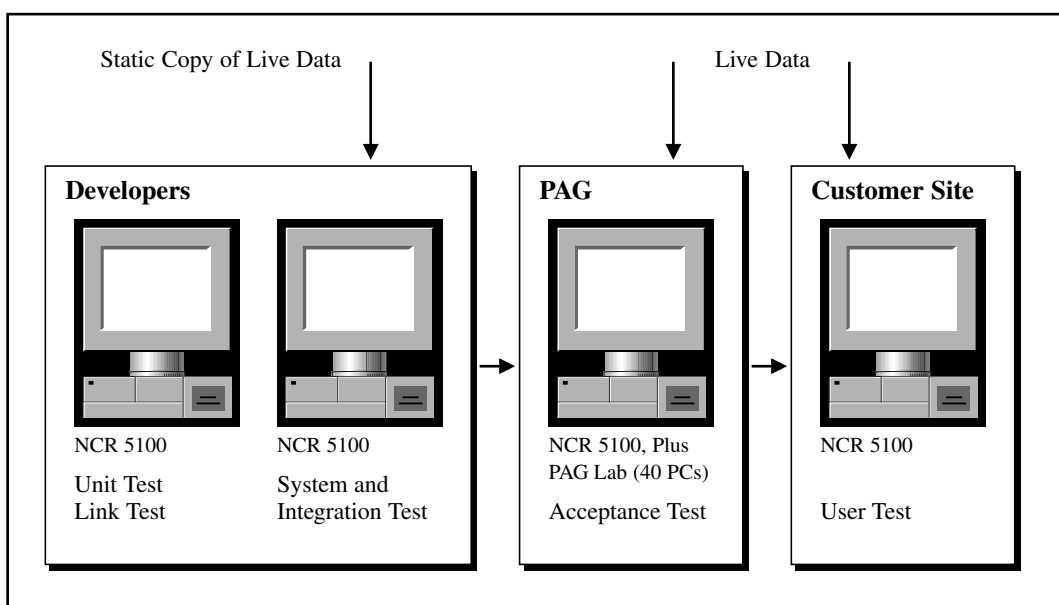 Static Copy of Live Data
Live Data
Developers
NCR 5100
Unit Test
Link Test
NCR 5100
System and
Integration Test
PAG
NCR 5100, Plus
PAG Lab (40 PCs)
Acceptance Test
Customer Site
NCR 5100
User Test